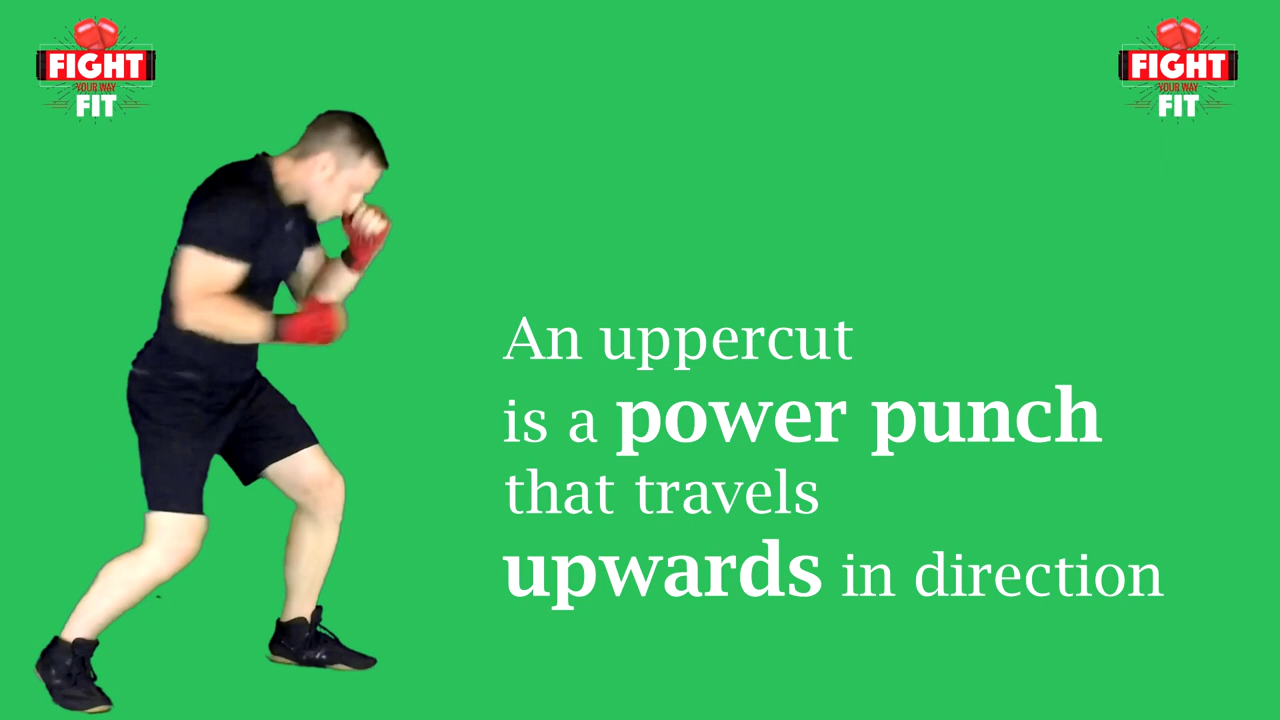 FIGHT
YOUR WAY
FIT
FIGHT
YOUR WAY
FIT
An uppercut
is a power punch
that travels
upwards in direction